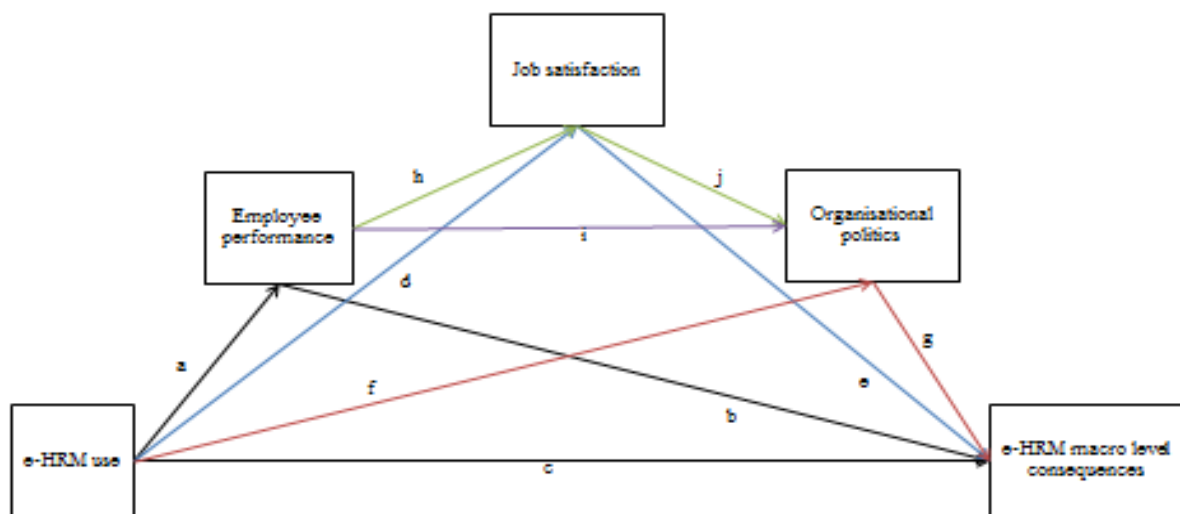 Job satisfaction
h
j
Employee
performance
Organisational
politics
i
d
a
f
g
e
b
e-HRM use
c
e-HRM macro level
consequences